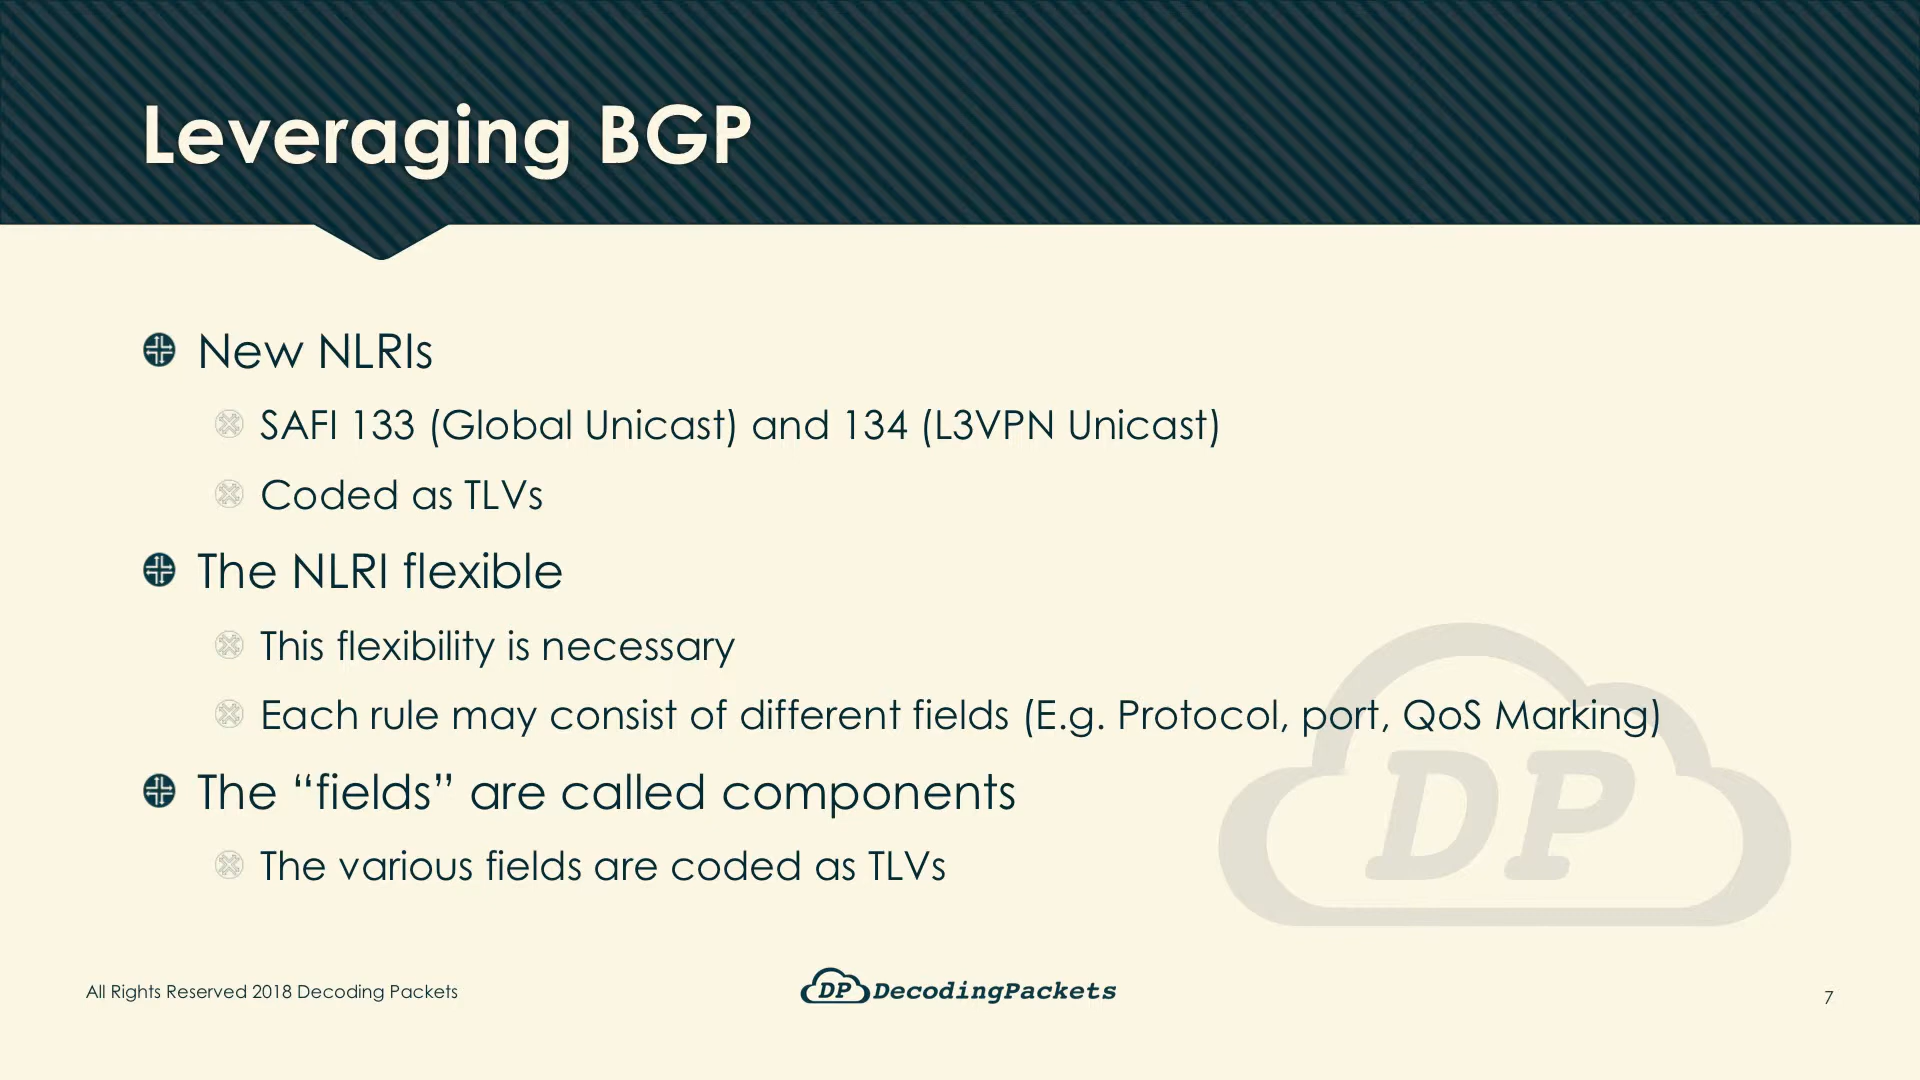 Leveraging BGP
New NLRIs
SAFI 133 (Global Unicast) and 134 (L3VPN Unicast)
Coded as TLVs
The NLRI flexible
This flexibility is necessary
Each rule may consist of different fields (E.g. Protocol, port, QoS Marking)
The “fields” are called components
The various fields are coded as TLVs
DP
All Rights Reserved 2018 Decoding Packets
DP DecodingPackets
7